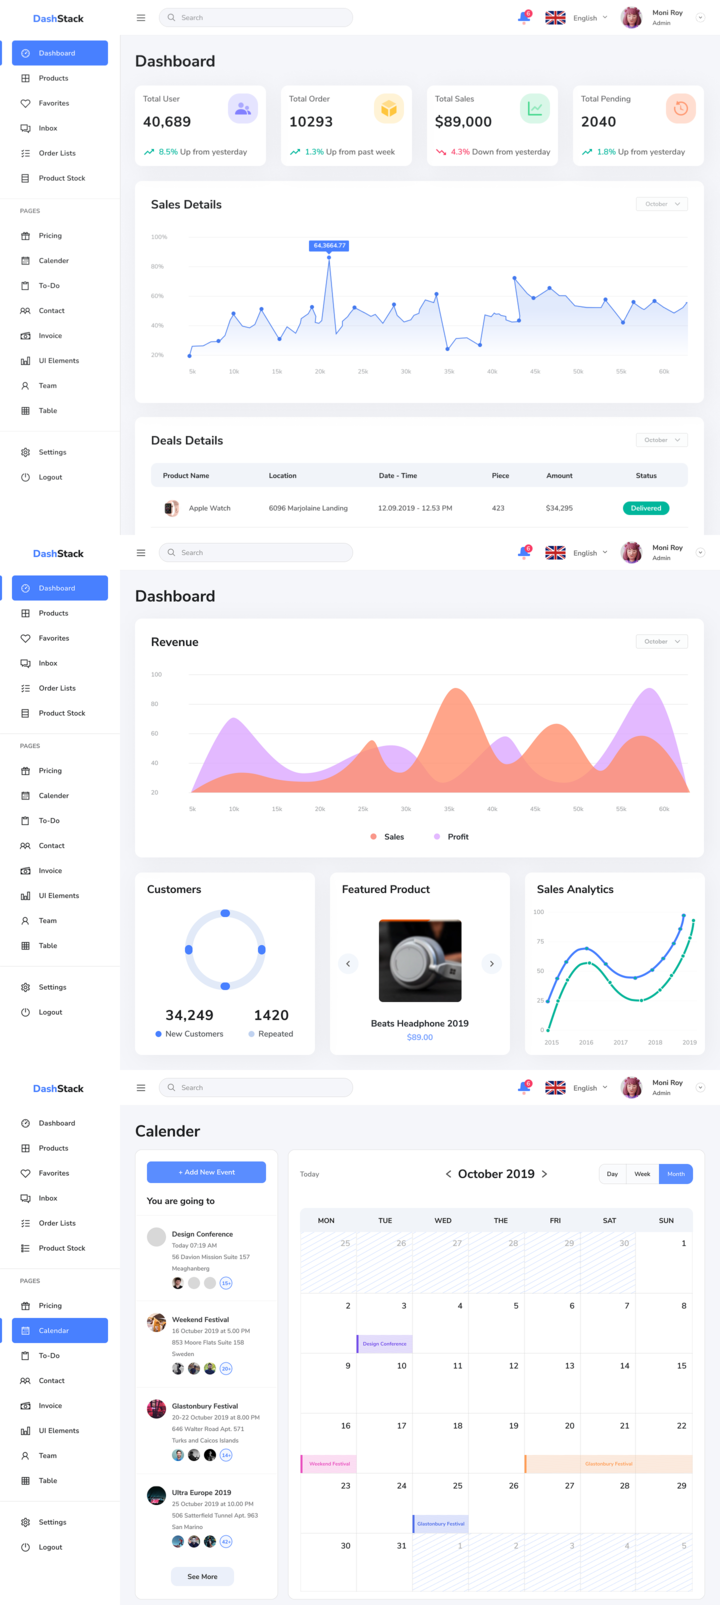 DashStack
Search
6
English
Moni Roy
Admin
Dashboard
Products
Favorites
Inbox
Order Lists
Product Stock
PAGES
Pricing
Calender
To-Do
Contact
Invoice
UI Elements
Team
Table
Settings
Logout
Dashboard
Total User
40,689
8.5% Up from yesterday
Total Order
10293
1.3% Up from past week
Total Sales
$89,000
4.3% Down from yesterday
Total Pending
2040
1.8% Up from yesterday
Sales Details
October
64,3664.77
100%
80%
60%
40%
20%
5k 10k 15k 20k 25k 30k 35k 40k 45k 50k 55k 60k
Deals Details
October
Product Name Location Date - Time Piece Amount Status
Apple Watch 6096 Marjolaine Landing 12.09.2019 - 12.53 PM 423 $34,295 Delivered
DashStack
Search
6
English
Moni Roy
Admin
Dashboard
Products
Favorites
Inbox
Order Lists
Product Stock
PAGES
Pricing
Calender
To-Do
Contact
Invoice
UI Elements
Team
Table
Settings
Logout
Dashboard
Revenue
October
100
80
60
40
20
5k 10k 15k 20k 25k 30k 35k 40k 45k 50k 55k 60k
Sales Profit
Customers
34,249
New Customers
1420
Repeated
Featured Product
Beats Headphone 2019
$89.00
Sales Analytics
100
75
50
25
0
2015 2016 2017 2018 2019
DashStack
Search
6
English
Moni Roy
Admin
Dashboard
Products
Favorites
Inbox
Order Lists
Product Stock
PAGES
Pricing
Calendar
To-Do
Contact
Invoice
UI Elements
Team
Table
Settings
Logout
Calender
+ Add New Event
You are going to
Design Conference
Today 07:19 AM
56 Davion Mission Suite 157
Meaghanberg
15+
Weekend Festival
16 October 2019 at 5.00 PM
853 Moore Flats Suite 158
Sweden
20+
Glastonbury Festival
20-22 October 2019 at 8.00 PM
646 Walter Road Apt. 571
Turks and Caicos Islands
14+
Ultra Europe 2019
25 October 2019 at 10.00 PM
506 Satterfield Tunnel Apt. 963
San Marino
42+
See More
Today
October 2019
Day Week Month
MON TUE WED THE FRI SAT SUN
25 26 27 28 29 30 1
2 3 4 5 6 7 8
Design Conference
9 10 11 12 13 14 15
16 17 18 19 20 21 22
Weekend Festival
Glastonbury Festival
23 24 25 26 27 28 29
Glastonbury Festival
30 31 1 2 3 4 5